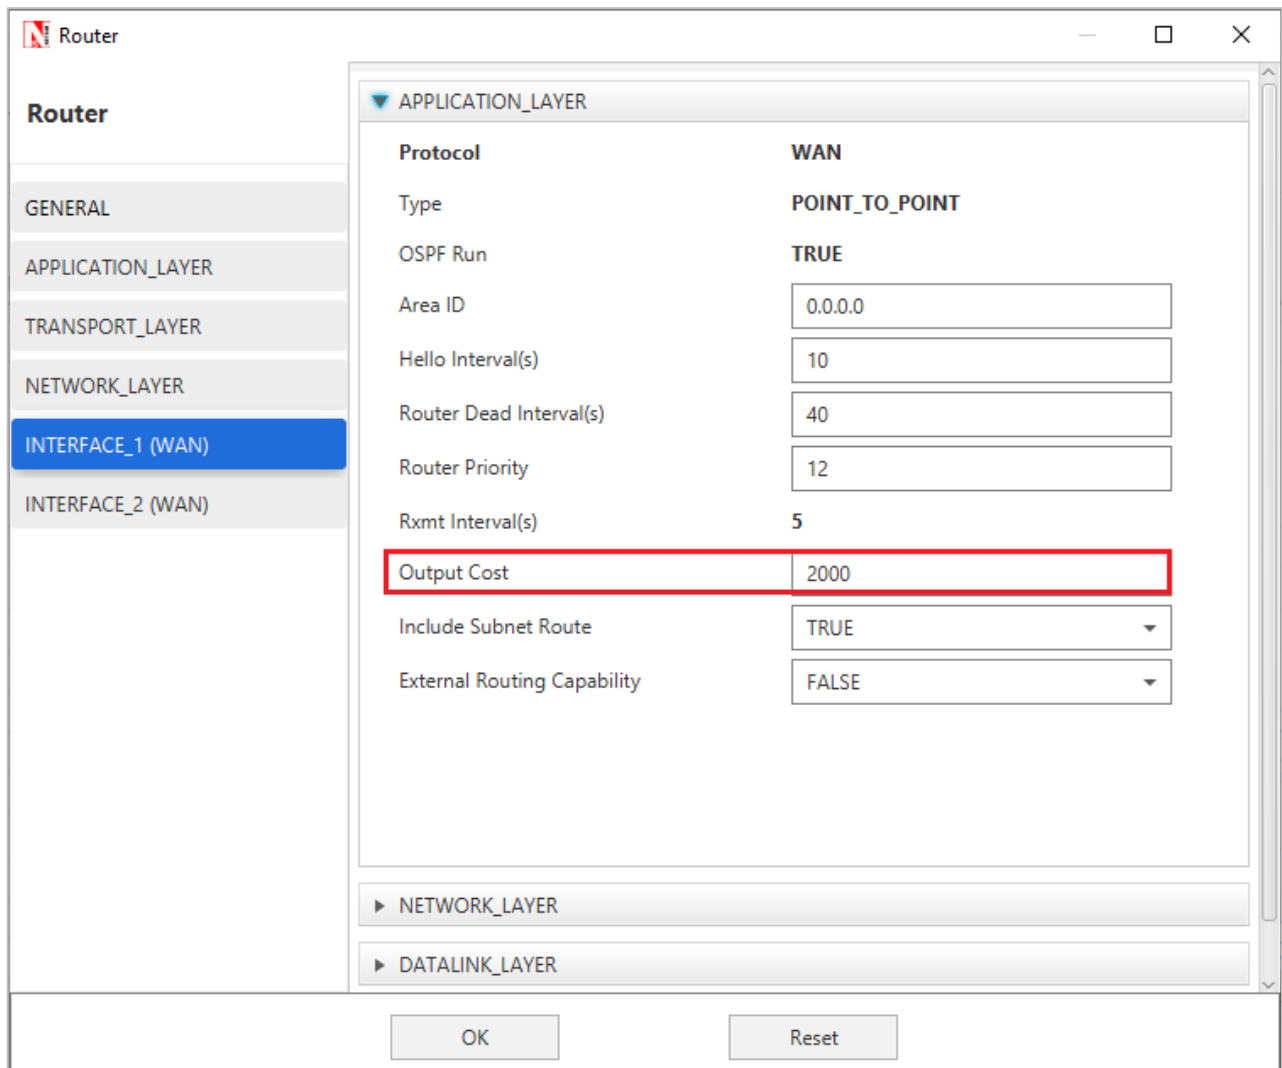 Router
Router
GENERAL
APPLICATION_LAYER
TRANSPORT_LAYER
NETWORK_LAYER
INTERFACE_1 (WAN)
INTERFACE_2 (WAN)
APPLICATION_LAYER
Protocol WAN
Type POINT_TO_POINT
OSPF Run TRUE
Area ID 0.0.0.0
Hello Interval(s) 10
Router Dead Interval(s) 40
Router Priority 12
Rxmt Interval(s) 5
Output Cost 2000
Include Subnet Route TRUE
External Routing Capability FALSE
NETWORK_LAYER
DATALINK_LAYER
OK Reset